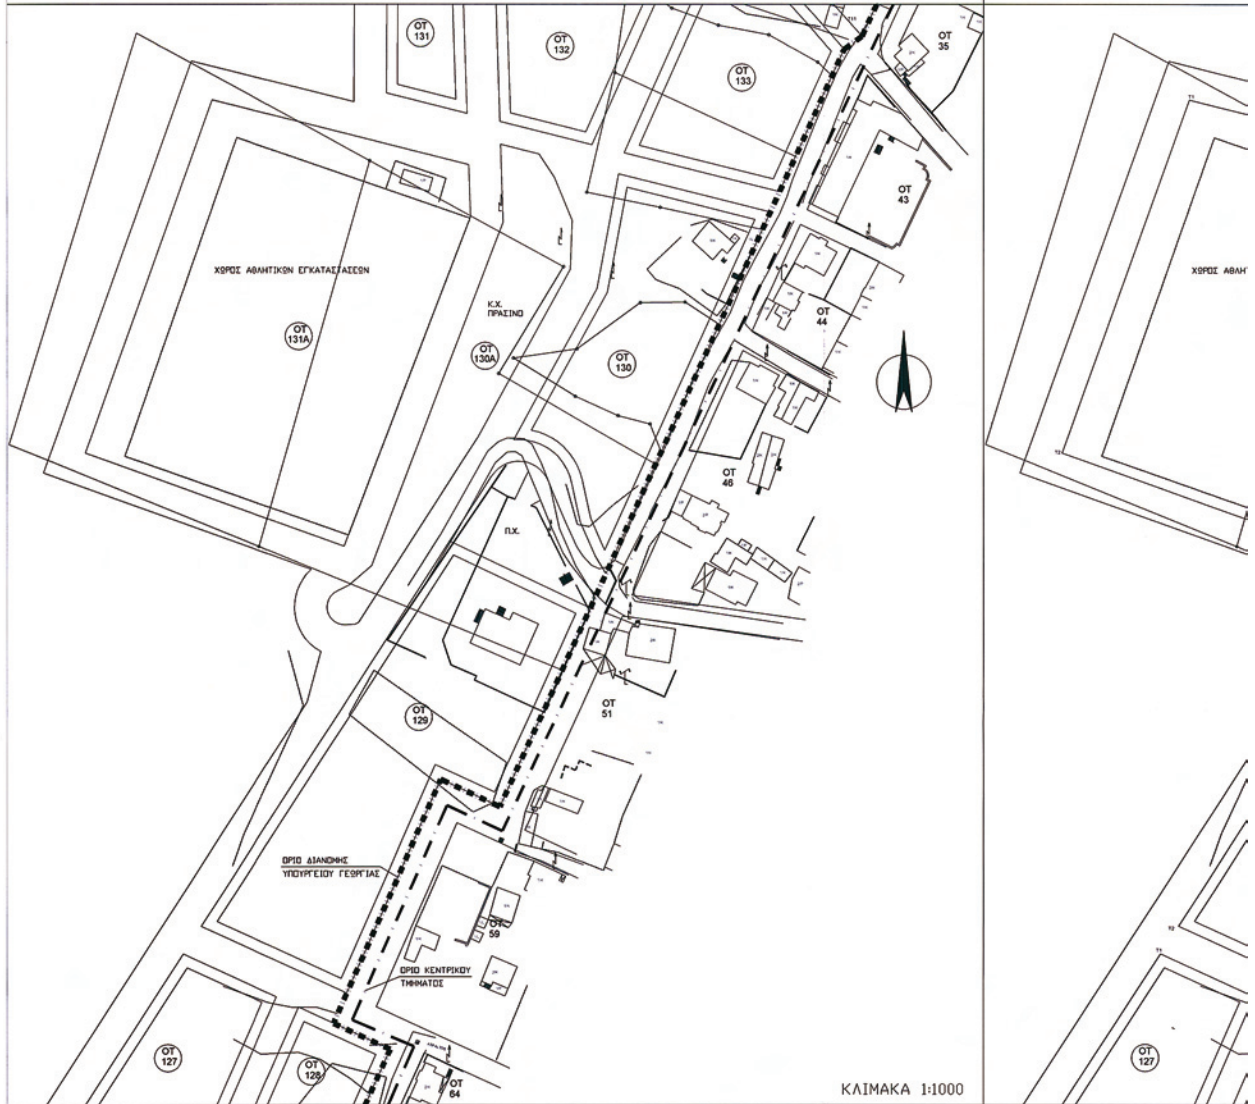 ΟΤ
131
ΟΤ
132
ΟΤ
133
ΟΤ
35
ΟΤ
43
ΧΩΡΟΣ ΑΘΛΗΤΙΚΩΝ ΕΓΚΑΤΑΣΤΑΣΕΩΝ
ΧΩΡΟΣ ΑΘΛΗΤ
Κ.Χ.
ΠΡΑΣΙΝΟ
ΟΤ
44
ΟΤ
131Α
ΟΤ
130Α
ΟΤ
130
ΟΤ
46
Π.Χ.
ΟΤ
51
ΟΤ
129
ΟΡΙΟ ΔΙΑΝΟΜΗΣ
ΥΠΟΥΡΓΕΙΟΥ ΓΕΩΡΓΙΑΣ
ΟΤ
59
ΟΡΙΟ ΚΕΝΤΡΙΚΟΥ
ΤΜΗΜΑΤΟΣ
ΟΤ
127
ΟΤ
128
ΟΤ
64
ΚΛΙΜΑΚΑ 1:1000
ΟΤ
127